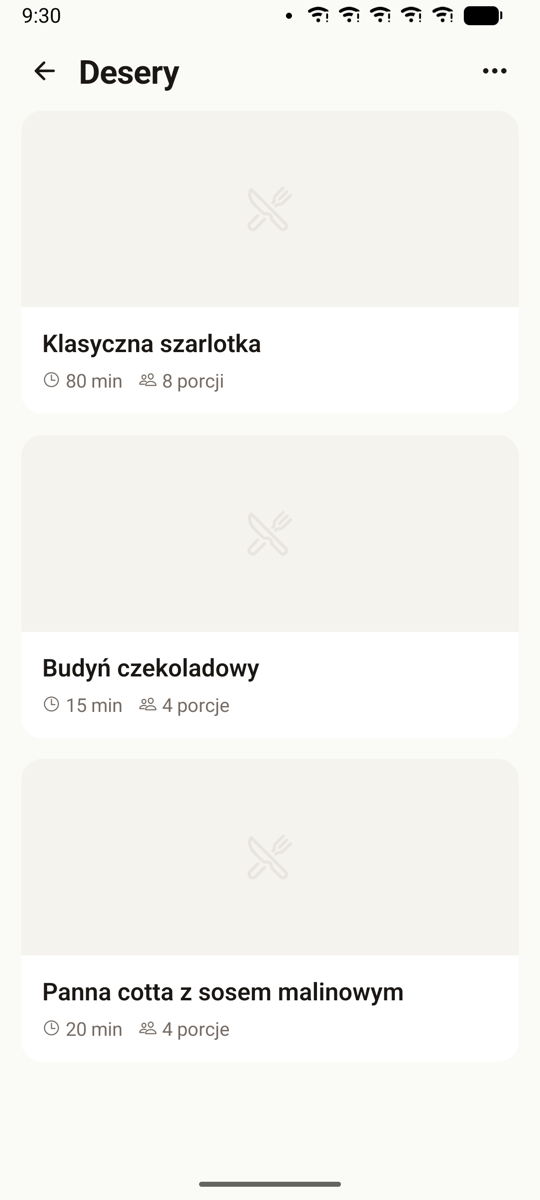 9:30
Desery
Klasyczna szarlotka
80 min 8 porcji
Budyń czekoladowy
15 min 4 porcje
Panna cotta z sosem malinowym
20 min 4 porcje